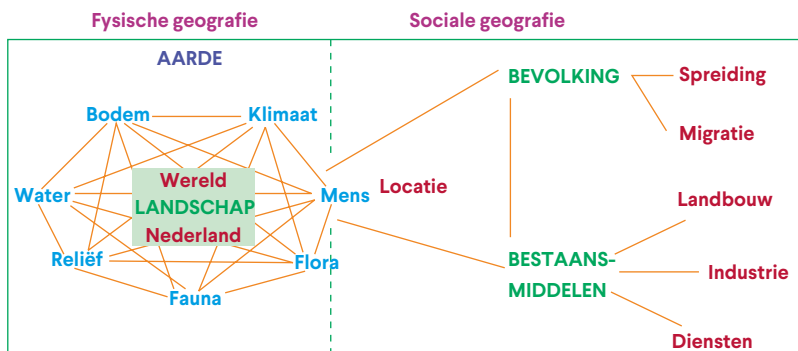 Fysische geografie
Sociale geografie
AARDE
Bodem
Klimaat
Water
Wereld
LANDSCHAP
Nederland
Mens
Reliëf
Flora
Fauna
Locatie
BEVOLKING
Spreiding
Migratie
BESTAANS-
MIDDELEN
Landbouw
Industrie
Diensten